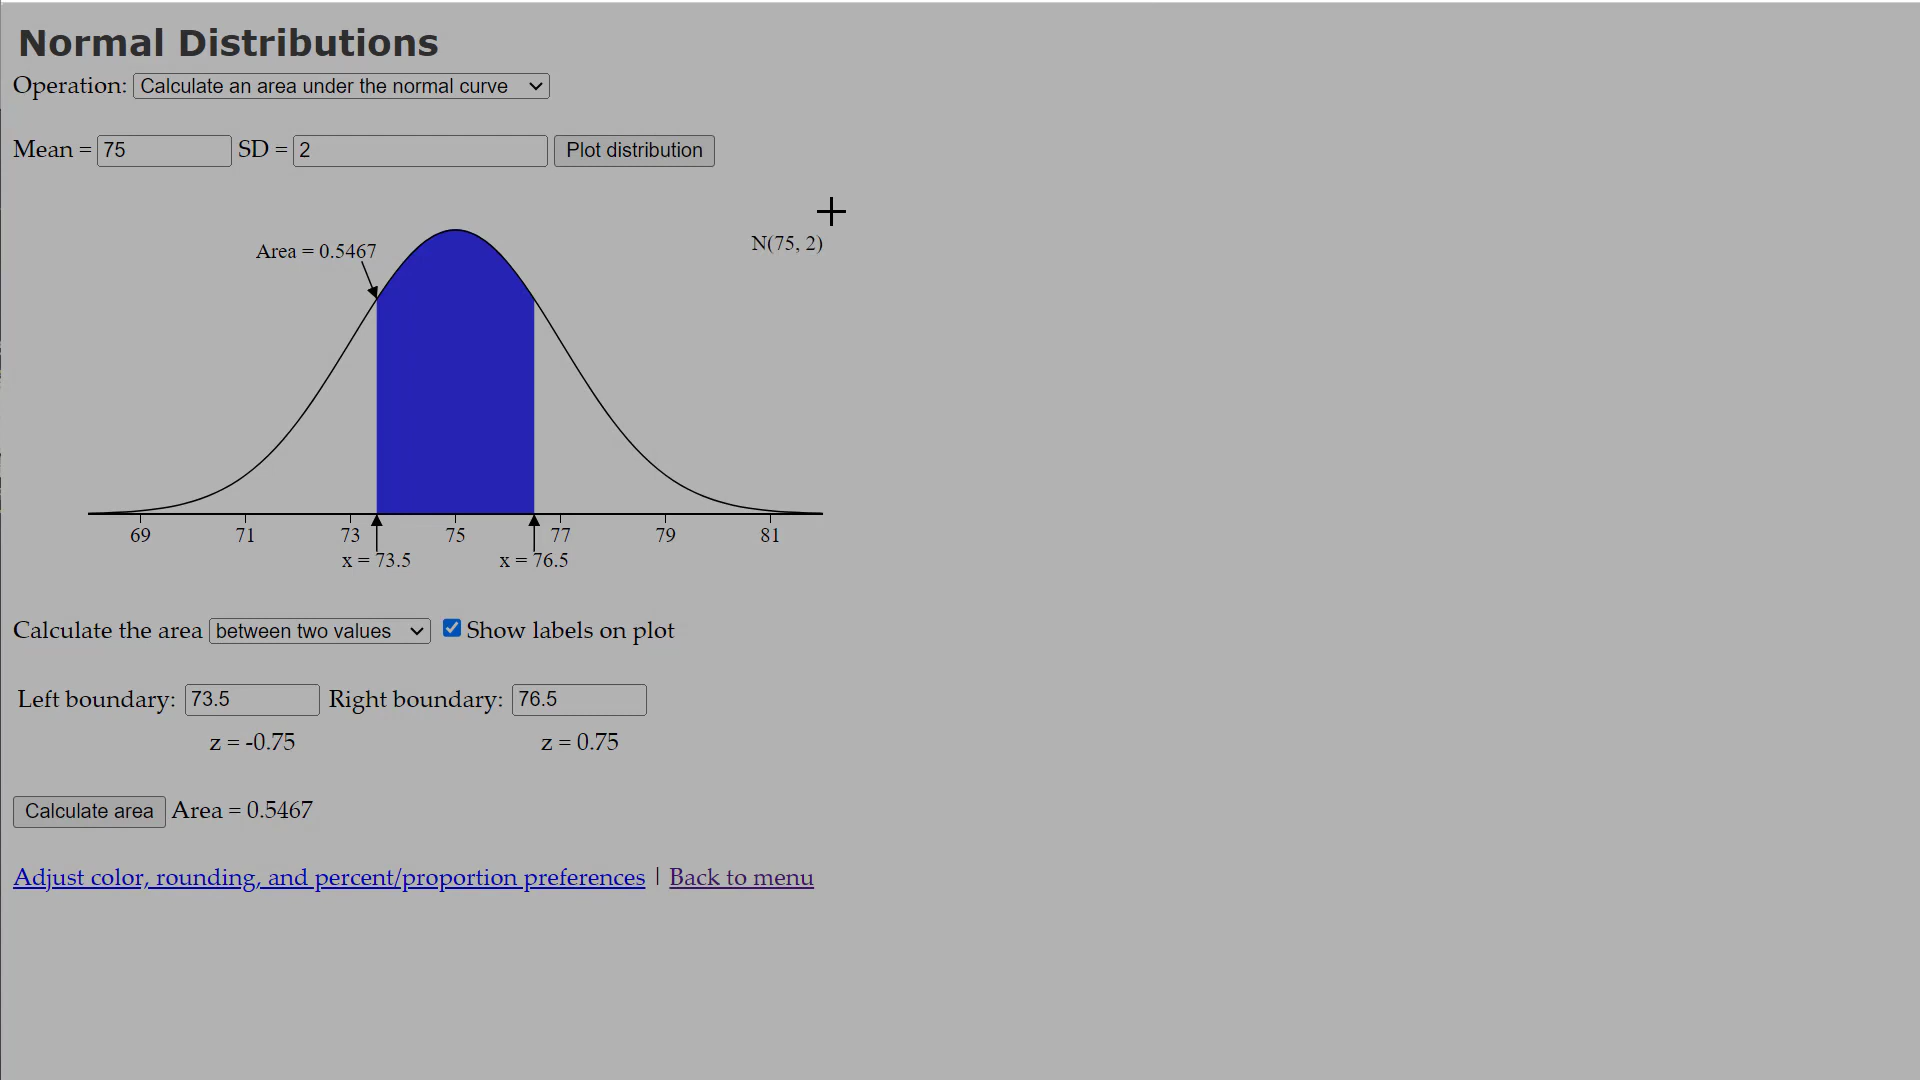 Normal Distributions
Operation: Calculate an area under the normal curve
Mean = 75 SD = 2 Plot distribution
N(75, 2)
Area = 0.5467
69 71 73 75 77 79 81
x = 73.5 x = 76.5
Calculate the area between two values Show labels on plot
Left boundary: 73.5 Right boundary: 76.5
z = -0.75 z = 0.75
Calculate area Area = 0.5467
Adjust color, rounding, and percent/proportion preferences | Back to menu